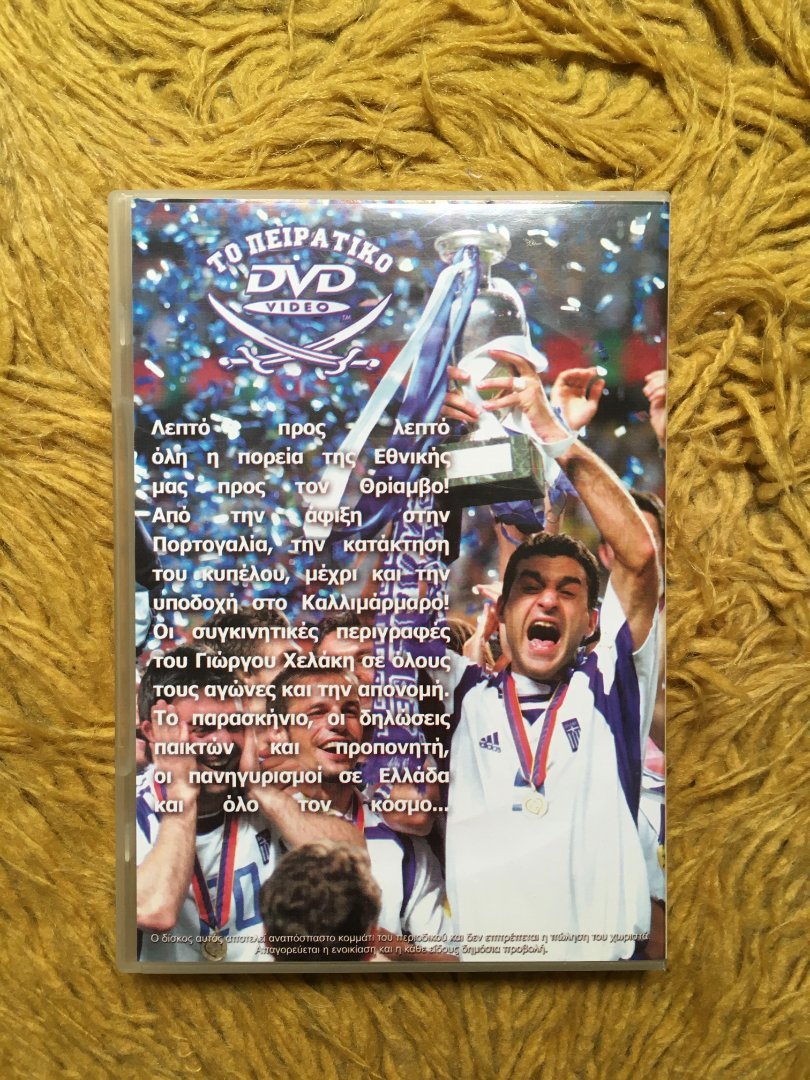 ΤΟ ΠΕΙΡΑΤΙΚΟ
DVD
VIDEO
TM
Λεπτό προς λεπτό
όλη η πορεία της Εθνικής
μας προς τον Θρίαμβο!
Από την άφιξη στην
Πορτογαλία, την κατάκτηση
του κυπέλου, μέχρι και την
υποδοχή στο Καλλιμάρμαρο!
Οι συγκινητικές περιγραφές
του Γιώργου Χελάκη σε όλους
τους αγώνες και την απονομή.
Το παρασκήνιο, οι δηλώσεις
παικτών και προπονητή,
οι πανηγυρισμοί σε Ελλάδα
και όλο τον κόσμο...
adidas
Ο δίσκος αυτός αποτελεί αναπόσπαστο κομμάτι του περιοδικού και δεν επιτρέπεται η πώληση του χωριστά.
Απαγορεύεται η ενοικίαση και η κάθε είδους δημόσια προβολή.